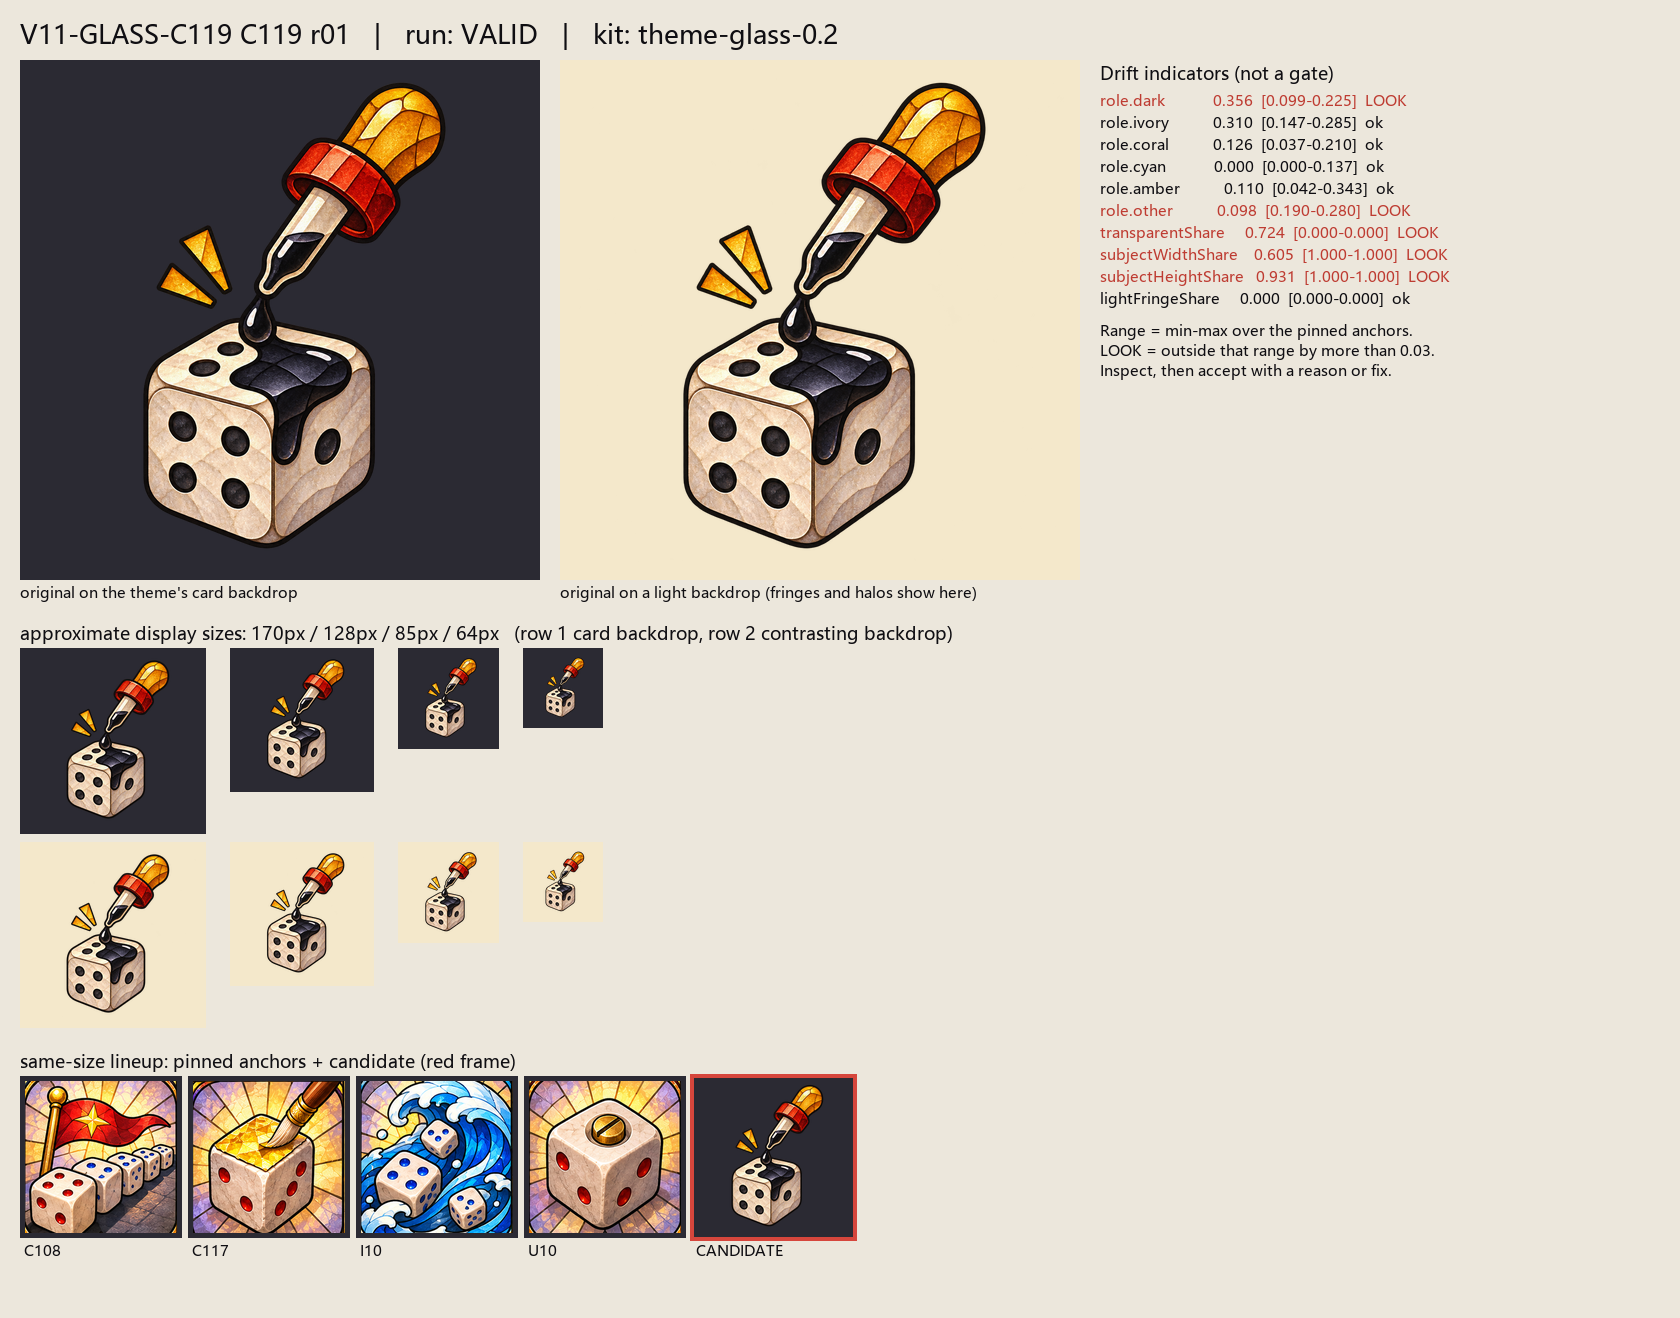 V11-GLASS-C119 C119 r01 | run: VALID | kit: theme-glass-0.2
Drift indicators (not a gate)
role.dark 0.356 [0.099-0.225] LOOK
role.ivory 0.310 [0.147-0.285] ok
role.coral 0.126 [0.037-0.210] ok
role.cyan 0.000 [0.000-0.137] ok
role.amber 0.110 [0.042-0.343] ok
role.other 0.098 [0.190-0.280] LOOK
transparentShare 0.724 [0.000-0.000] LOOK
subjectWidthShare 0.605 [1.000-1.000] LOOK
subjectHeightShare 0.931 [1.000-1.000] LOOK
lightFringeShare 0.000 [0.000-0.000] ok
Range = min-max over the pinned anchors.
LOOK = outside that range by more than 0.03.
Inspect, then accept with a reason or fix.
original on the theme's card backdrop
original on a light backdrop (fringes and halos show here)
approximate display sizes: 170px / 128px / 85px / 64px (row 1 card backdrop, row 2 contrasting backdrop)
same-size lineup: pinned anchors + candidate (red frame)
C108
C117
I10
U10
CANDIDATE